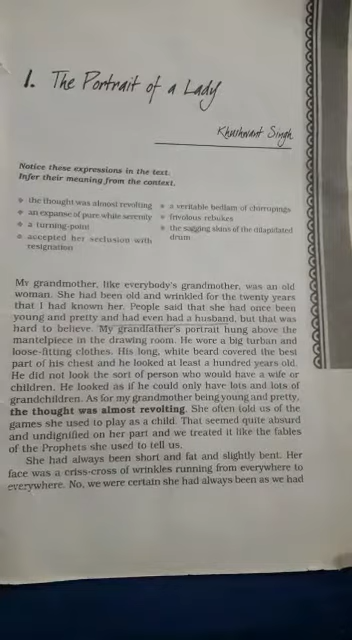 1. The Portrait of a Lady
Khushwant Singh
Notice these expressions in the text.
Infer their meaning from the context.
the thought was almost revolting
an expanse of pure white serenity
a turning-point
accepted her seclusion with
resignation
a veritable bedlam of chirrupings
frivolous rebukes
the sagging skins of the dilapidated
drum
My grandmother, like everybody's grandmother, was an old
woman. She had been old and wrinkled for the twenty years
that I had known her. People said that she had once been
young and pretty and had even had a husband, but that was
hard to believe. My grandfather's portrait hung above the
mantelpiece in the drawing room. He wore a big turban and
loose-fitting clothes. His long, white beard covered the best
part of his chest and he looked at least a hundred years old.
He did not look the sort of person who would have a wife or
children. He looked as if he could only have lots and lots of
grandchildren. As for my grandmother being young and pretty,
the thought was almost revolting. She often told us of the
games she used to play as a child. That seemed quite absurd
and undignified on her part and we treated it like the fables
of the Prophets she used to tell us.
She had always been short and fat and slightly bent. Her
face was a criss-cross of wrinkles running from everywhere to
everywhere. No, we were certain she had always been as we had